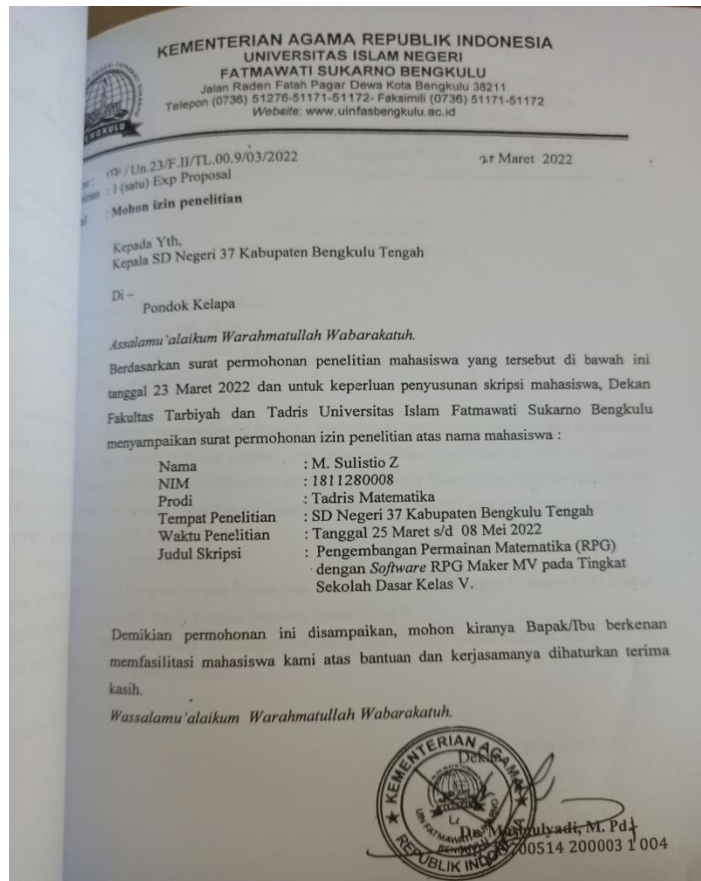 KEMENTERIAN AGAMA REPUBLIK INDONESIA
UNIVERSITAS ISLAM NEGERI
FATMAWATI SUKARNO BENGKULU
Jalan Raden Fatah Pagar Dewa Kota Bengkulu 38211
Telepon (0736) 51276-51171-51172- Faksimili (0736) 51171-51172
Website: www.uinfasbengkulu.ac.id
BENGKULU
/ Un.23/F.II/TL.00.9/03/2022
Maret 2022
: 1 (satu) Exp Proposal
: Mohon izin penelitian
Kepada Yth,
Kepala SD Negeri 37 Kabupaten Bengkulu Tengah
Di –
Pondok Kelapa
Assalamu'alaikum Warahmatullah Wabarakatuh.
Berdasarkan surat permohonan penelitian mahasiswa yang tersebut di bawah ini
tanggal 23 Maret 2022 dan untuk keperluan penyusunan skripsi mahasiswa, Dekan
Fakultas Tarbiyah dan Tadris Universitas Islam Fatmawati Sukarno Bengkulu
menyampaikan surat permohonan izin penelitian atas nama mahasiswa :
Nama : M. Sulistio Z
NIM : 1811280008
Prodi : Tadris Matematika
Tempat Penelitian : SD Negeri 37 Kabupaten Bengkulu Tengah
Waktu Penelitian : Tanggal 25 Maret s/d 08 Mei 2022
Judul Skripsi : Pengembangan Permainan Matematika (RPG)
dengan Software RPG Maker MV pada Tingkat
Sekolah Dasar Kelas V.
Demikian permohonan ini disampaikan, mohon kiranya Bapak/Ibu berkenan
memfasilitasi mahasiswa kami atas bantuan dan kerjasamanya dihaturkan terima
kasih.
Wassalamu'alaikum Warahmatullah Wabarakatuh.
KEMENTERIAN AGAMA
UIN FATMAWATI SUKARNO
BENGKULU
REPUBLIK INDONESIA
M. Pd
00514 200003 1 004